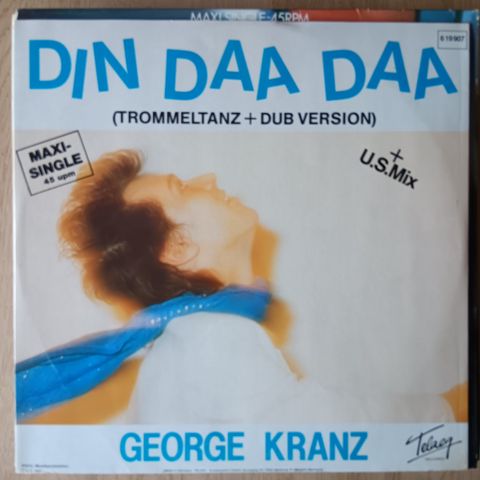 MAXI SINGLE-45RPM
6 19907
DIN DAA DAA
(TROMMELTANZ + DUB VERSION)
MAXI-
SINGLE
45 upm
+
U.S. Mix
GEORGE KRANZ
Teldec